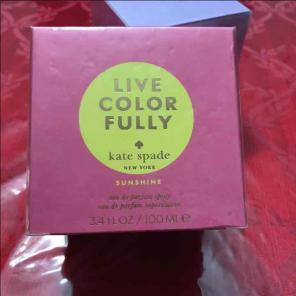 LIVE
COLOR
FULLY
kate spade
NEW YORK
SUNSHINE
eau de parfum spray
eau de parfum vaporisateur
3.4 FL OZ / 100 ML ℮